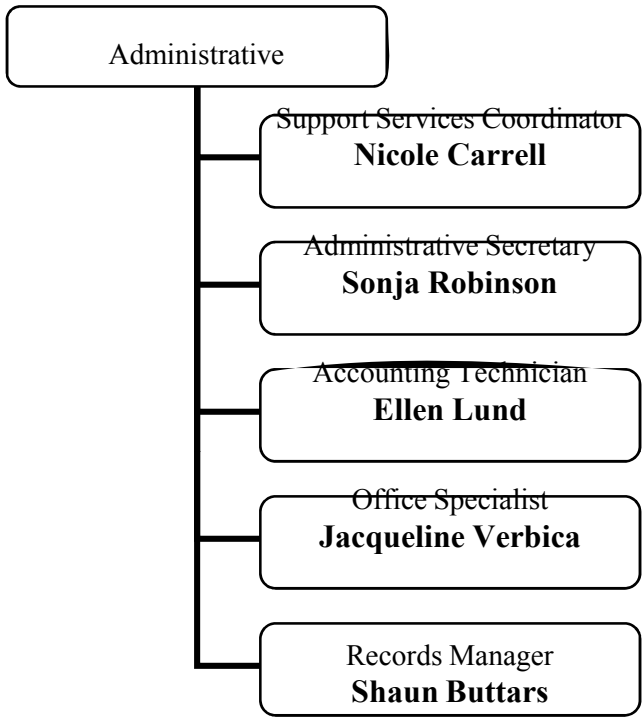 Administrative
Support Services Coordinator
Nicole Carrell
Administrative Secretary
Sonja Robinson
Accounting Technician
Ellen Lund
Office Specialist
Jacqueline Verbica
Records Manager
Shaun Buttars